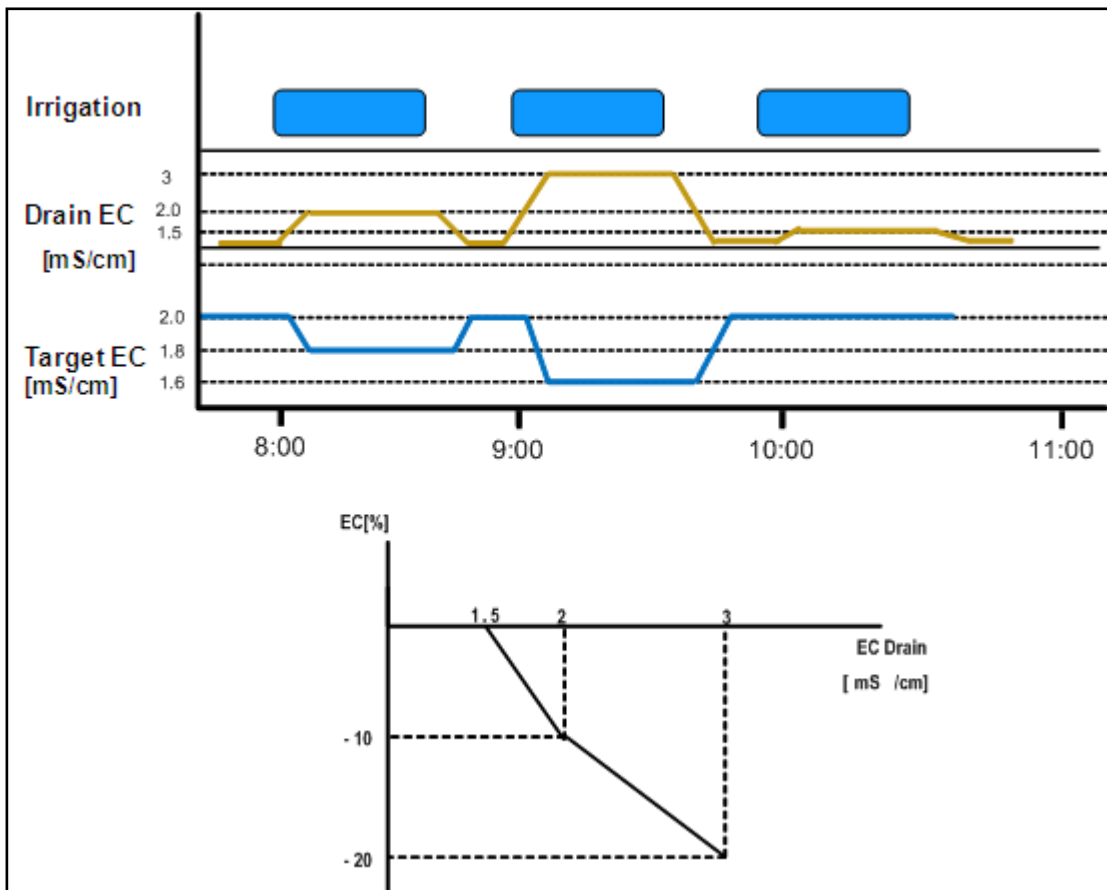 Irrigation
3
Drain EC
2.0
1.5
[mS/cm]
2.0
1.8
Target EC
[mS/cm]
1.6
8:00
9:00
10:00
11:00
EC[%]
1.5
2
3
EC Drain
[ mS /cm]
- 10
- 20